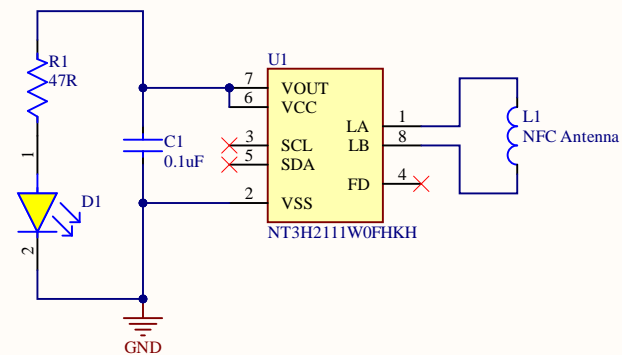 R1
47R
1
D1
2
C1
0.1uF
GND
U1
7
VOUT
6
VCC
3
SCL
5
SDA
2
VSS
LA
1
LB
8
FD
4
NT3H2111W0FHKH
L1
NFC Antenna